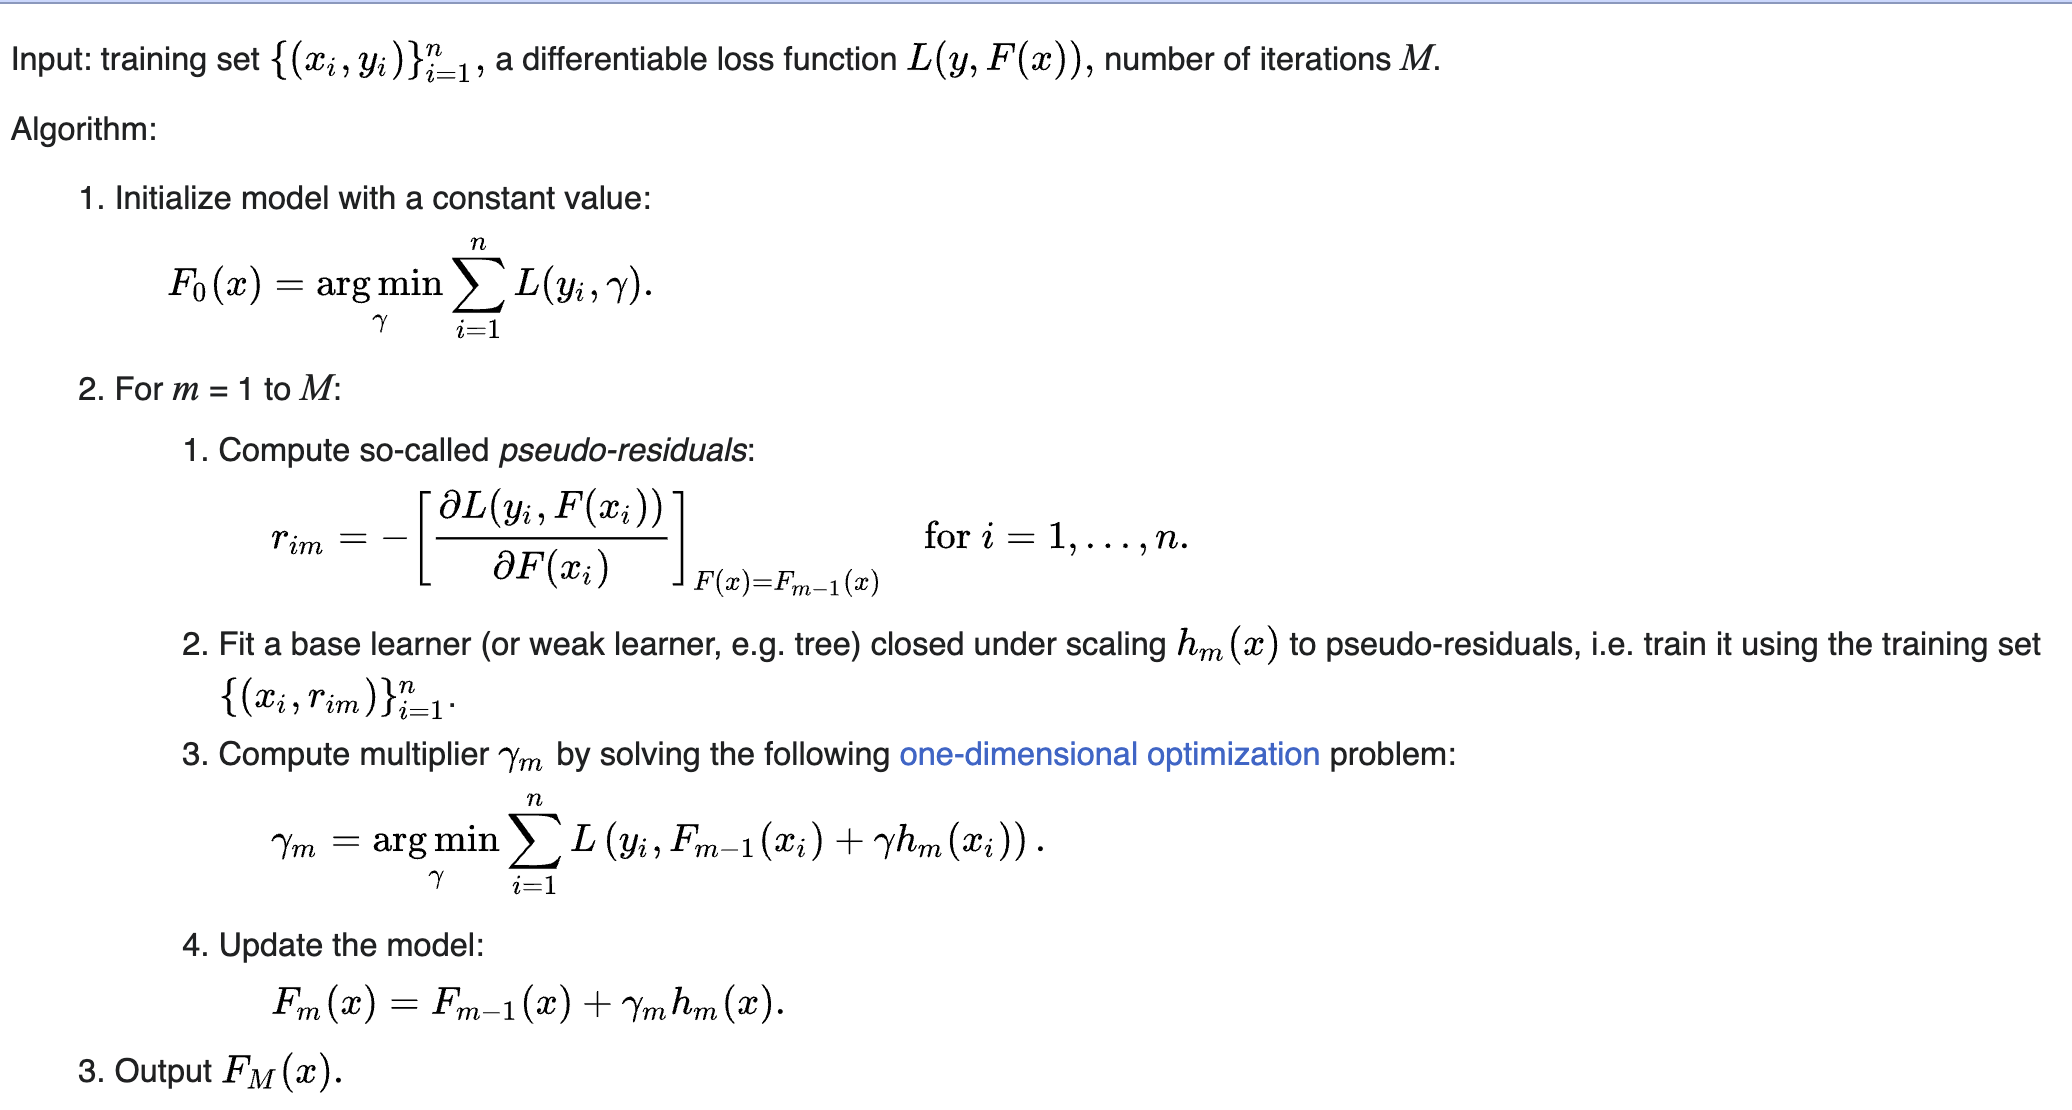 Input: training set $\{(x_i, y_i)\}_{i=1}^n$, a differentiable loss function $L(y, F(x))$, number of iterations $M$.
Algorithm:
1. Initialize model with a constant value:
$F_0(x) = \underset{\gamma}{\arg\min} \sum_{i=1}^n L(y_i, \gamma).$
2. For $m$ = 1 to $M$:
1. Compute so-called pseudo-residuals:
$r_{im} = -\left[\frac{\partial L(y_i, F(x_i))}{\partial F(x_i)}\right]_{F(x)=F_{m-1}(x)} \quad \text{for } i = 1, \ldots, n.$
2. Fit a base learner (or weak learner, e.g. tree) closed under scaling $h_m(x)$ to pseudo-residuals, i.e. train it using the training set
$\{(x_i, r_{im})\}_{i=1}^n.$
3. Compute multiplier $\gamma_m$ by solving the following one-dimensional optimization problem:
$\gamma_m = \underset{\gamma}{\arg\min} \sum_{i=1}^n L\left(y_i, F_{m-1}(x_i) + \gamma h_m(x_i)\right).$
4. Update the model:
$F_m(x) = F_{m-1}(x) + \gamma_m h_m(x).$
3. Output $F_M(x).$